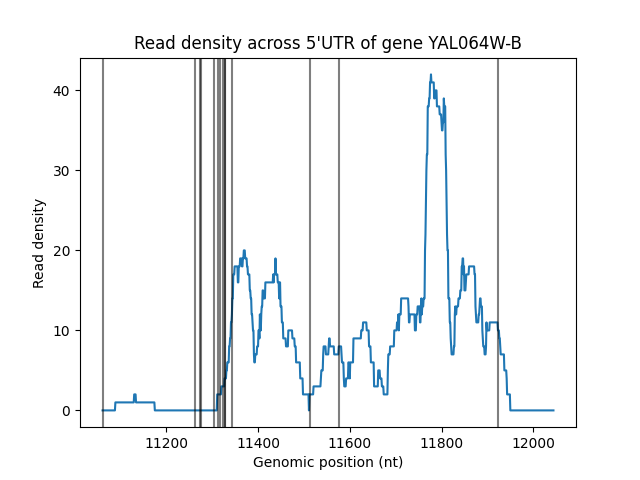 Read density across 5'UTR of gene YAL064W-B
40
30
20
10
0
Read density
11200 11400 11600 11800 12000
Genomic position (nt)